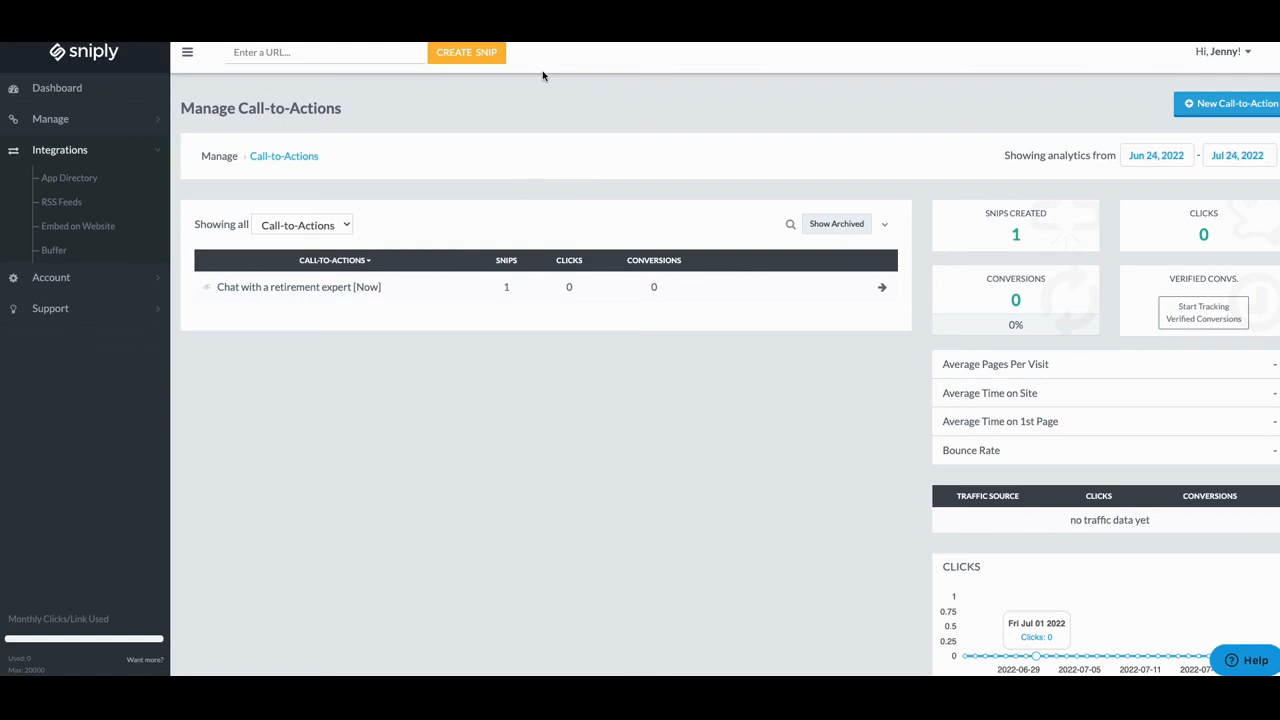 sniply
Enter a URL...
CREATE SNIP
Hi, Jenny!
Dashboard
Manage
Integrations
App Directory
RSS Feeds
Embed on Website
Buffer
Account
Support
Monthly Clicks/Link Used
Used: 0
Max: 20000
Want more?
Manage Call-to-Actions
New Call-to-Action
Manage › Call-to-Actions
Showing analytics from Jun 24, 2022 - Jul 24, 2022
Showing all Call-to-Actions
Show Archived
CALL-TO-ACTIONS SNIPS CLICKS CONVERSIONS
Chat with a retirement expert [Now] 1 0 0
SNIPS CREATED
1
CLICKS
0
CONVERSIONS
0
0%
VERIFIED CONVS.
Start Tracking
Verified Conversions
Average Pages Per Visit -
Average Time on Site -
Average Time on 1st Page -
Bounce Rate -
TRAFFIC SOURCE CLICKS CONVERSIONS
no traffic data yet
CLICKS
1
0.75
0.5
0.25
0
Fri Jul 01 2022
Clicks: 0
2022-06-29 2022-07-05 2022-07-11 2022-07-
Help